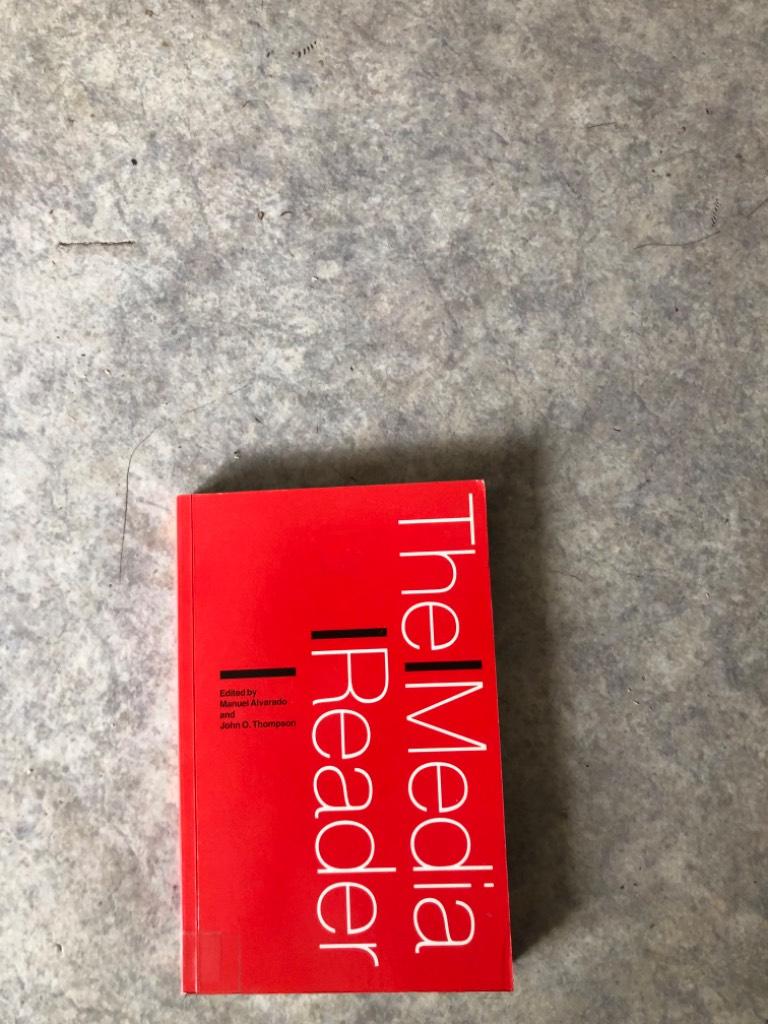 The Media
Reader
Edited by
Manuel Alvarado
and
John O. Thompson